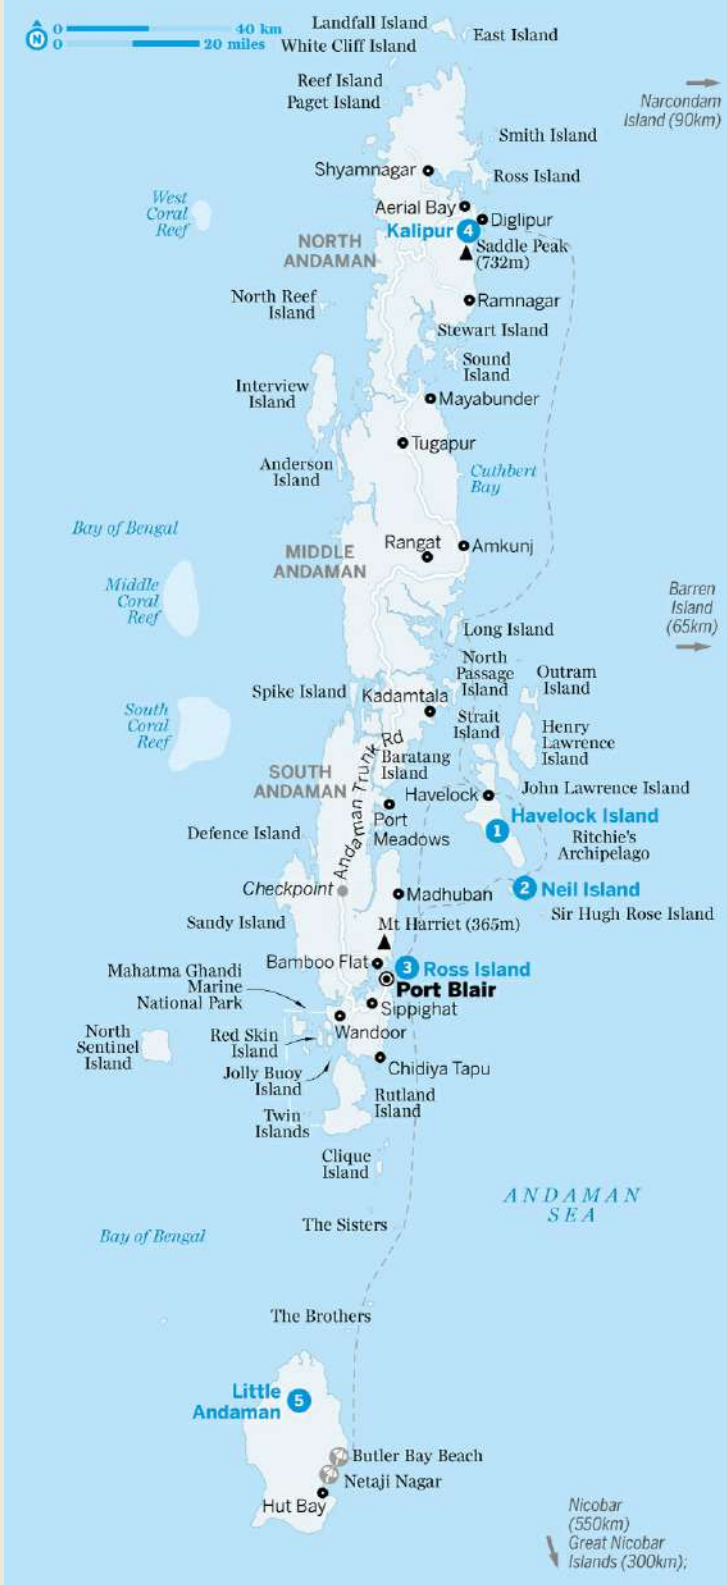 Landfall Island
East Island
0 40 km
N
0 20 miles
White Cliff Island
Reef Island
Paget Island
Narcondam
Island (90km)
Smith Island
Shyamnagar
Ross Island
West
Coral
Reef
Aerial Bay
Diglipur
Kalipur 4
NORTH
ANDAMAN
Saddle Peak
(732m)
North Reef
Island
Ramnagar
Stewart Island
Sound
Island
Interview
Island
Mayabunder
Tugapur
Anderson
Island
Cuthbert
Bay
Bay of Bengal
Rangat
Amkunj
MIDDLE
ANDAMAN
Middle
Coral
Reef
Barren
Island
(65km)
Long Island
North
Passage
Island
Outram
Island
Spike Island
Kadamtala
South
Coral
Reef
Strait
Island
Henry
Lawrence
Island
Andaman Trunk Rd
Baratang
Island
SOUTH
ANDAMAN
Havelock
John Lawrence Island
Port
Meadows
Havelock Island
1
Defence Island
Ritchie's
Archipelago
Checkpoint
Madhuban
2 Neil Island
Sandy Island
Mt Harriet (365m)
Sir Hugh Rose Island
Bamboo Flat
3 Ross Island
Mahatma Ghandi
Marine
National Park
Port Blair
Sippighat
North
Sentinel
Island
Red Skin
Island
Wandoor
Jolly Buoy
Island
Chidiya Tapu
Rutland
Island
Twin
Islands
Clique
Island
ANDAMAN
SEA
The Sisters
Bay of Bengal
The Brothers
Little
Andaman 5
Butler Bay Beach
Netaji Nagar
Hut Bay
Nicobar
(550km)
Great Nicobar
Islands (300km);